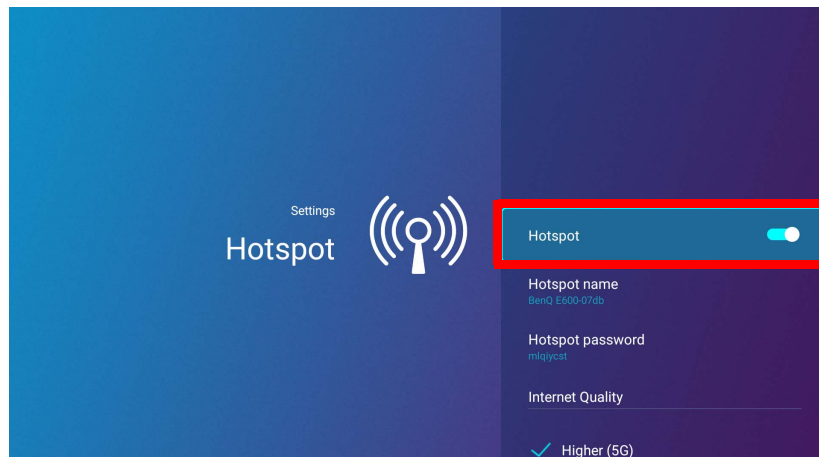 Settings
Hotspot
Hotspot
Hotspot name
BenQ E600-07db
Hotspot password
mlqiycst
Internet Quality
Higher (5G)